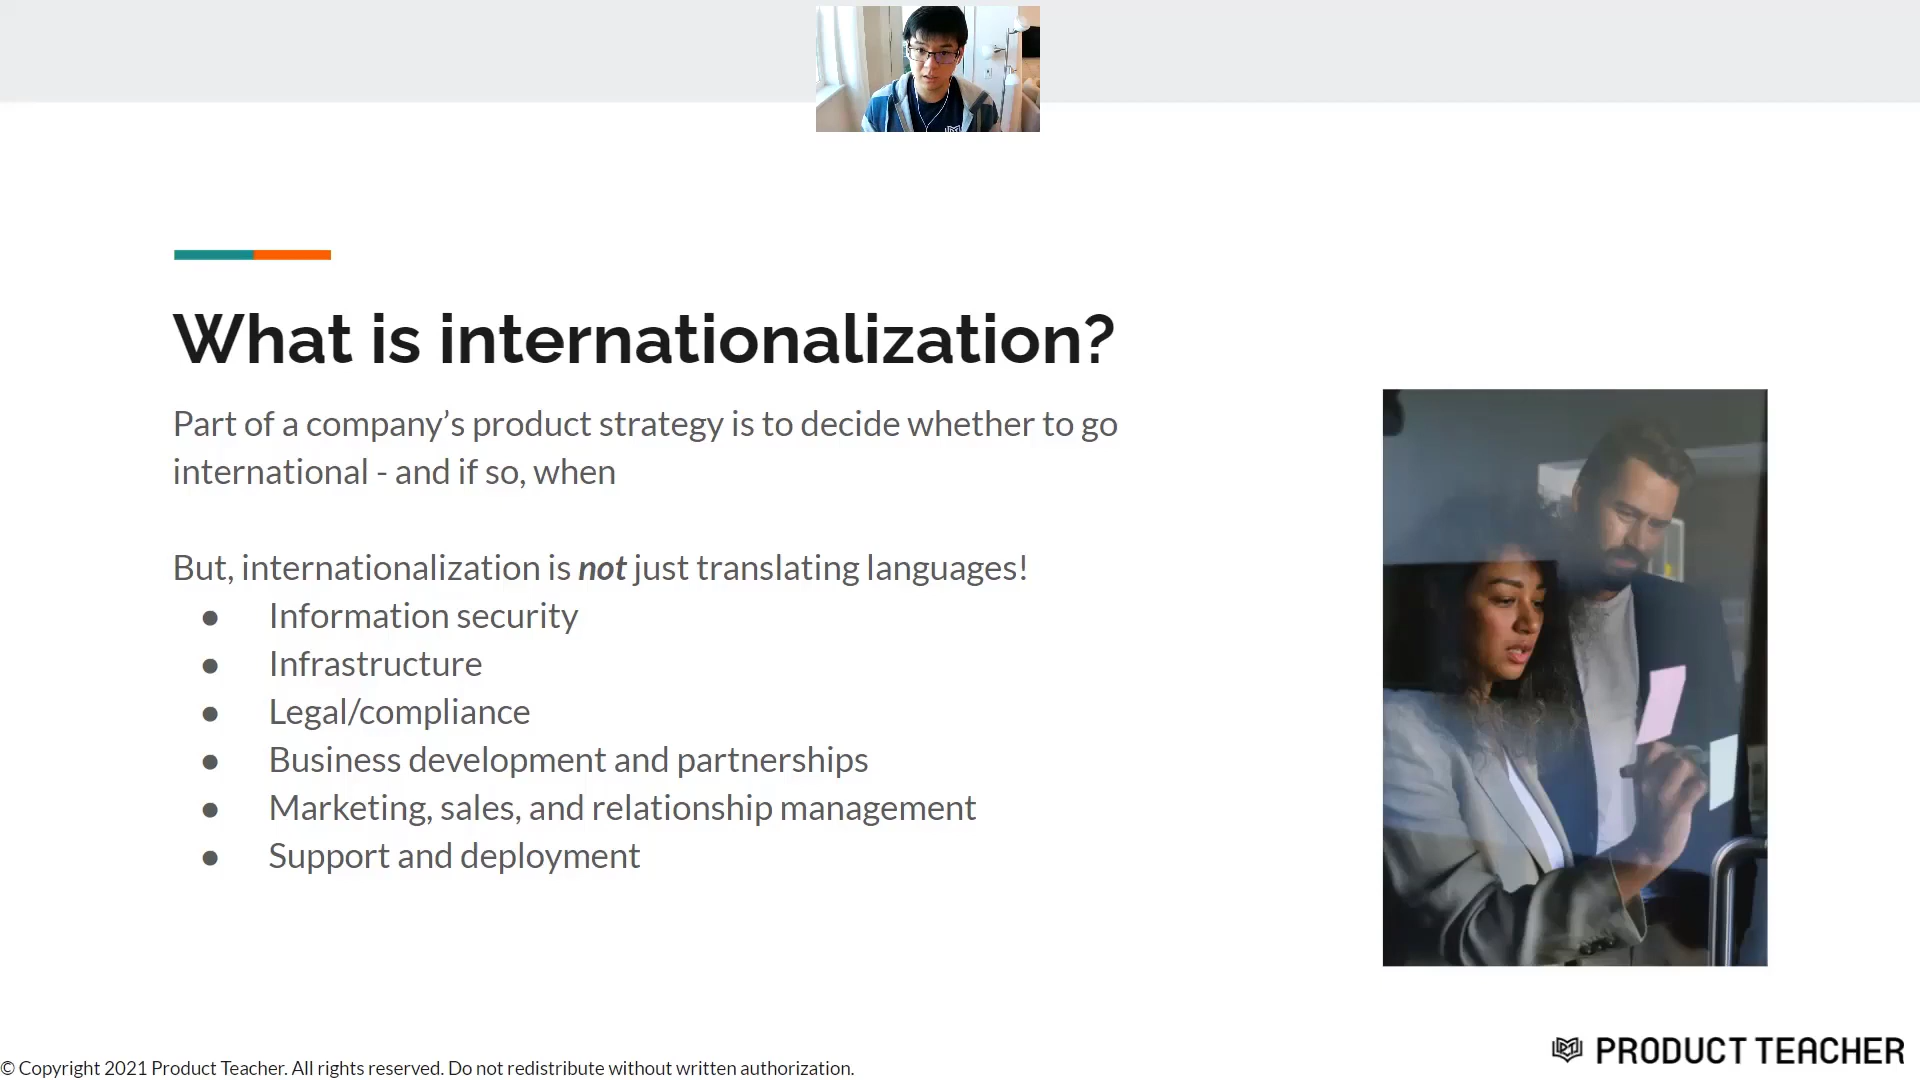 What is internationalization?
Part of a company’s product strategy is to decide whether to go
international - and if so, when
But, internationalization is not just translating languages!
● Information security
● Infrastructure
● Legal/compliance
● Business development and partnerships
● Marketing, sales, and relationship management
● Support and deployment
PRODUCT TEACHER
© Copyright 2021 Product Teacher. All rights reserved. Do not redistribute without written authorization.